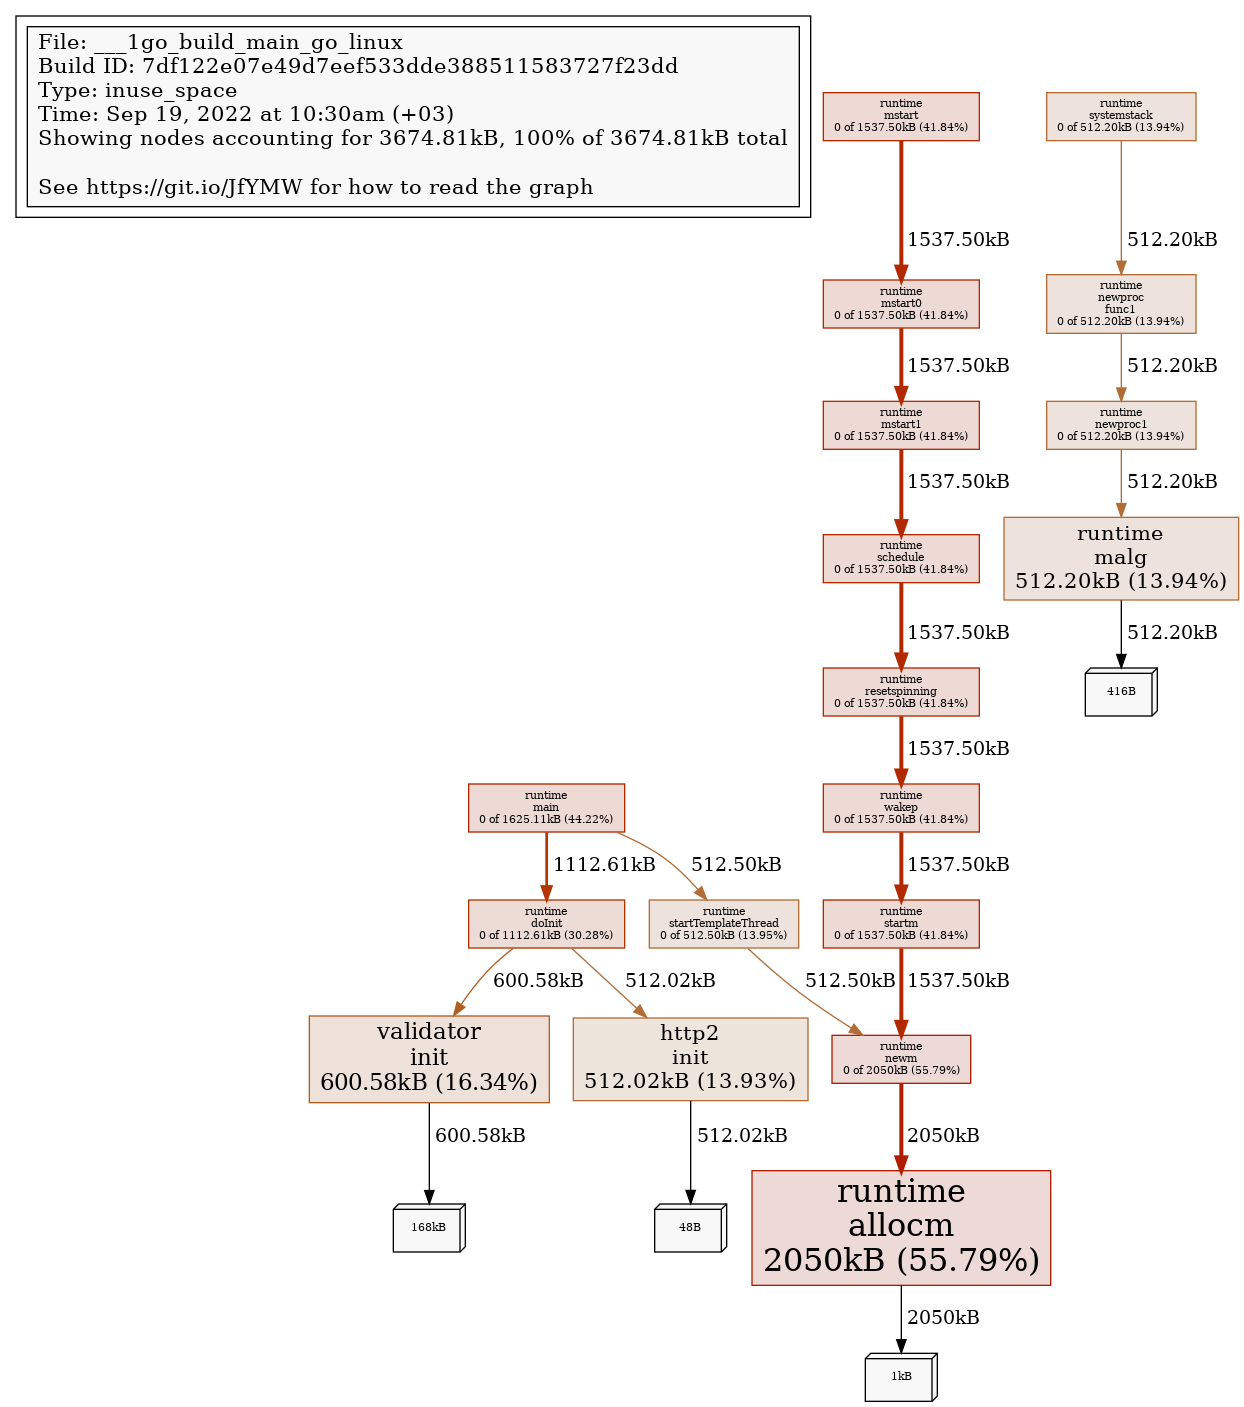 File: ___1go_build_main_go_linux
Build ID: 7df122e07e49d7eef533dde388511583727f23dd
Type: inuse_space
Time: Sep 19, 2022 at 10:30am (+03)
Showing nodes accounting for 3674.81kB, 100% of 3674.81kB total
See https://git.io/JfYMW for how to read the graph
runtime
mstart
0 of 1537.50kB (41.84%)
runtime
systemstack
0 of 512.20kB (13.94%)
1537.50kB
512.20kB
runtime
mstart0
0 of 1537.50kB (41.84%)
runtime
newproc
func1
0 of 512.20kB (13.94%)
1537.50kB
512.20kB
runtime
mstart1
0 of 1537.50kB (41.84%)
runtime
newproc1
0 of 512.20kB (13.94%)
1537.50kB
512.20kB
runtime
schedule
0 of 1537.50kB (41.84%)
runtime
malg
512.20kB (13.94%)
1537.50kB
512.20kB
runtime
resetspinning
0 of 1537.50kB (41.84%)
416B
1537.50kB
runtime
main
0 of 1625.11kB (44.22%)
runtime
wakep
0 of 1537.50kB (41.84%)
1112.61kB
512.50kB
1537.50kB
runtime
doInit
0 of 1112.61kB (30.28%)
runtime
startTemplateThread
0 of 512.50kB (13.95%)
runtime
startm
0 of 1537.50kB (41.84%)
600.58kB
512.02kB
512.50kB
1537.50kB
validator
init
600.58kB (16.34%)
http2
init
512.02kB (13.93%)
runtime
newm
0 of 2050kB (55.79%)
600.58kB
512.02kB
2050kB
168kB
48B
runtime
allocm
2050kB (55.79%)
2050kB
1kB